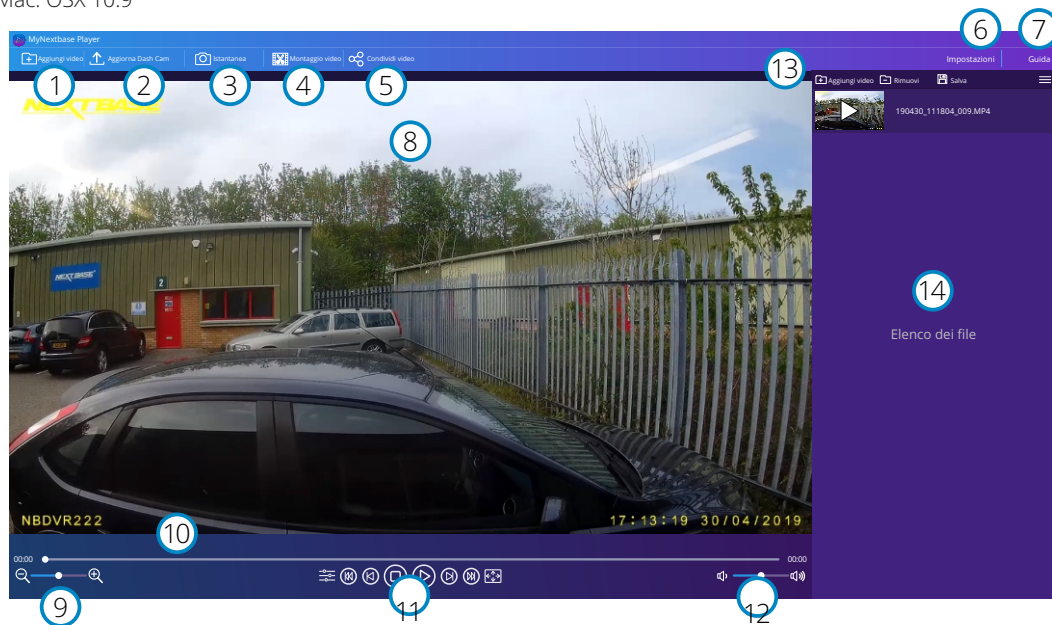 Mac: OSX 10.9
MyNextbase Player
6
7
Aggiungi video
Aggiorna Dash Cam
Istantanea
Montaggio video
Condividi video
Impostazioni
Guida
1
2
3
4
5
13
Aggiungi video
Rimuovi
Salva
NEXTBASE
190430_111804_009.MP4
8
NEXTBASE
2
14
Elenco dei file
NBDVR222
17:13:19 30/04/2019
10
00:00
00:00
9
11
12